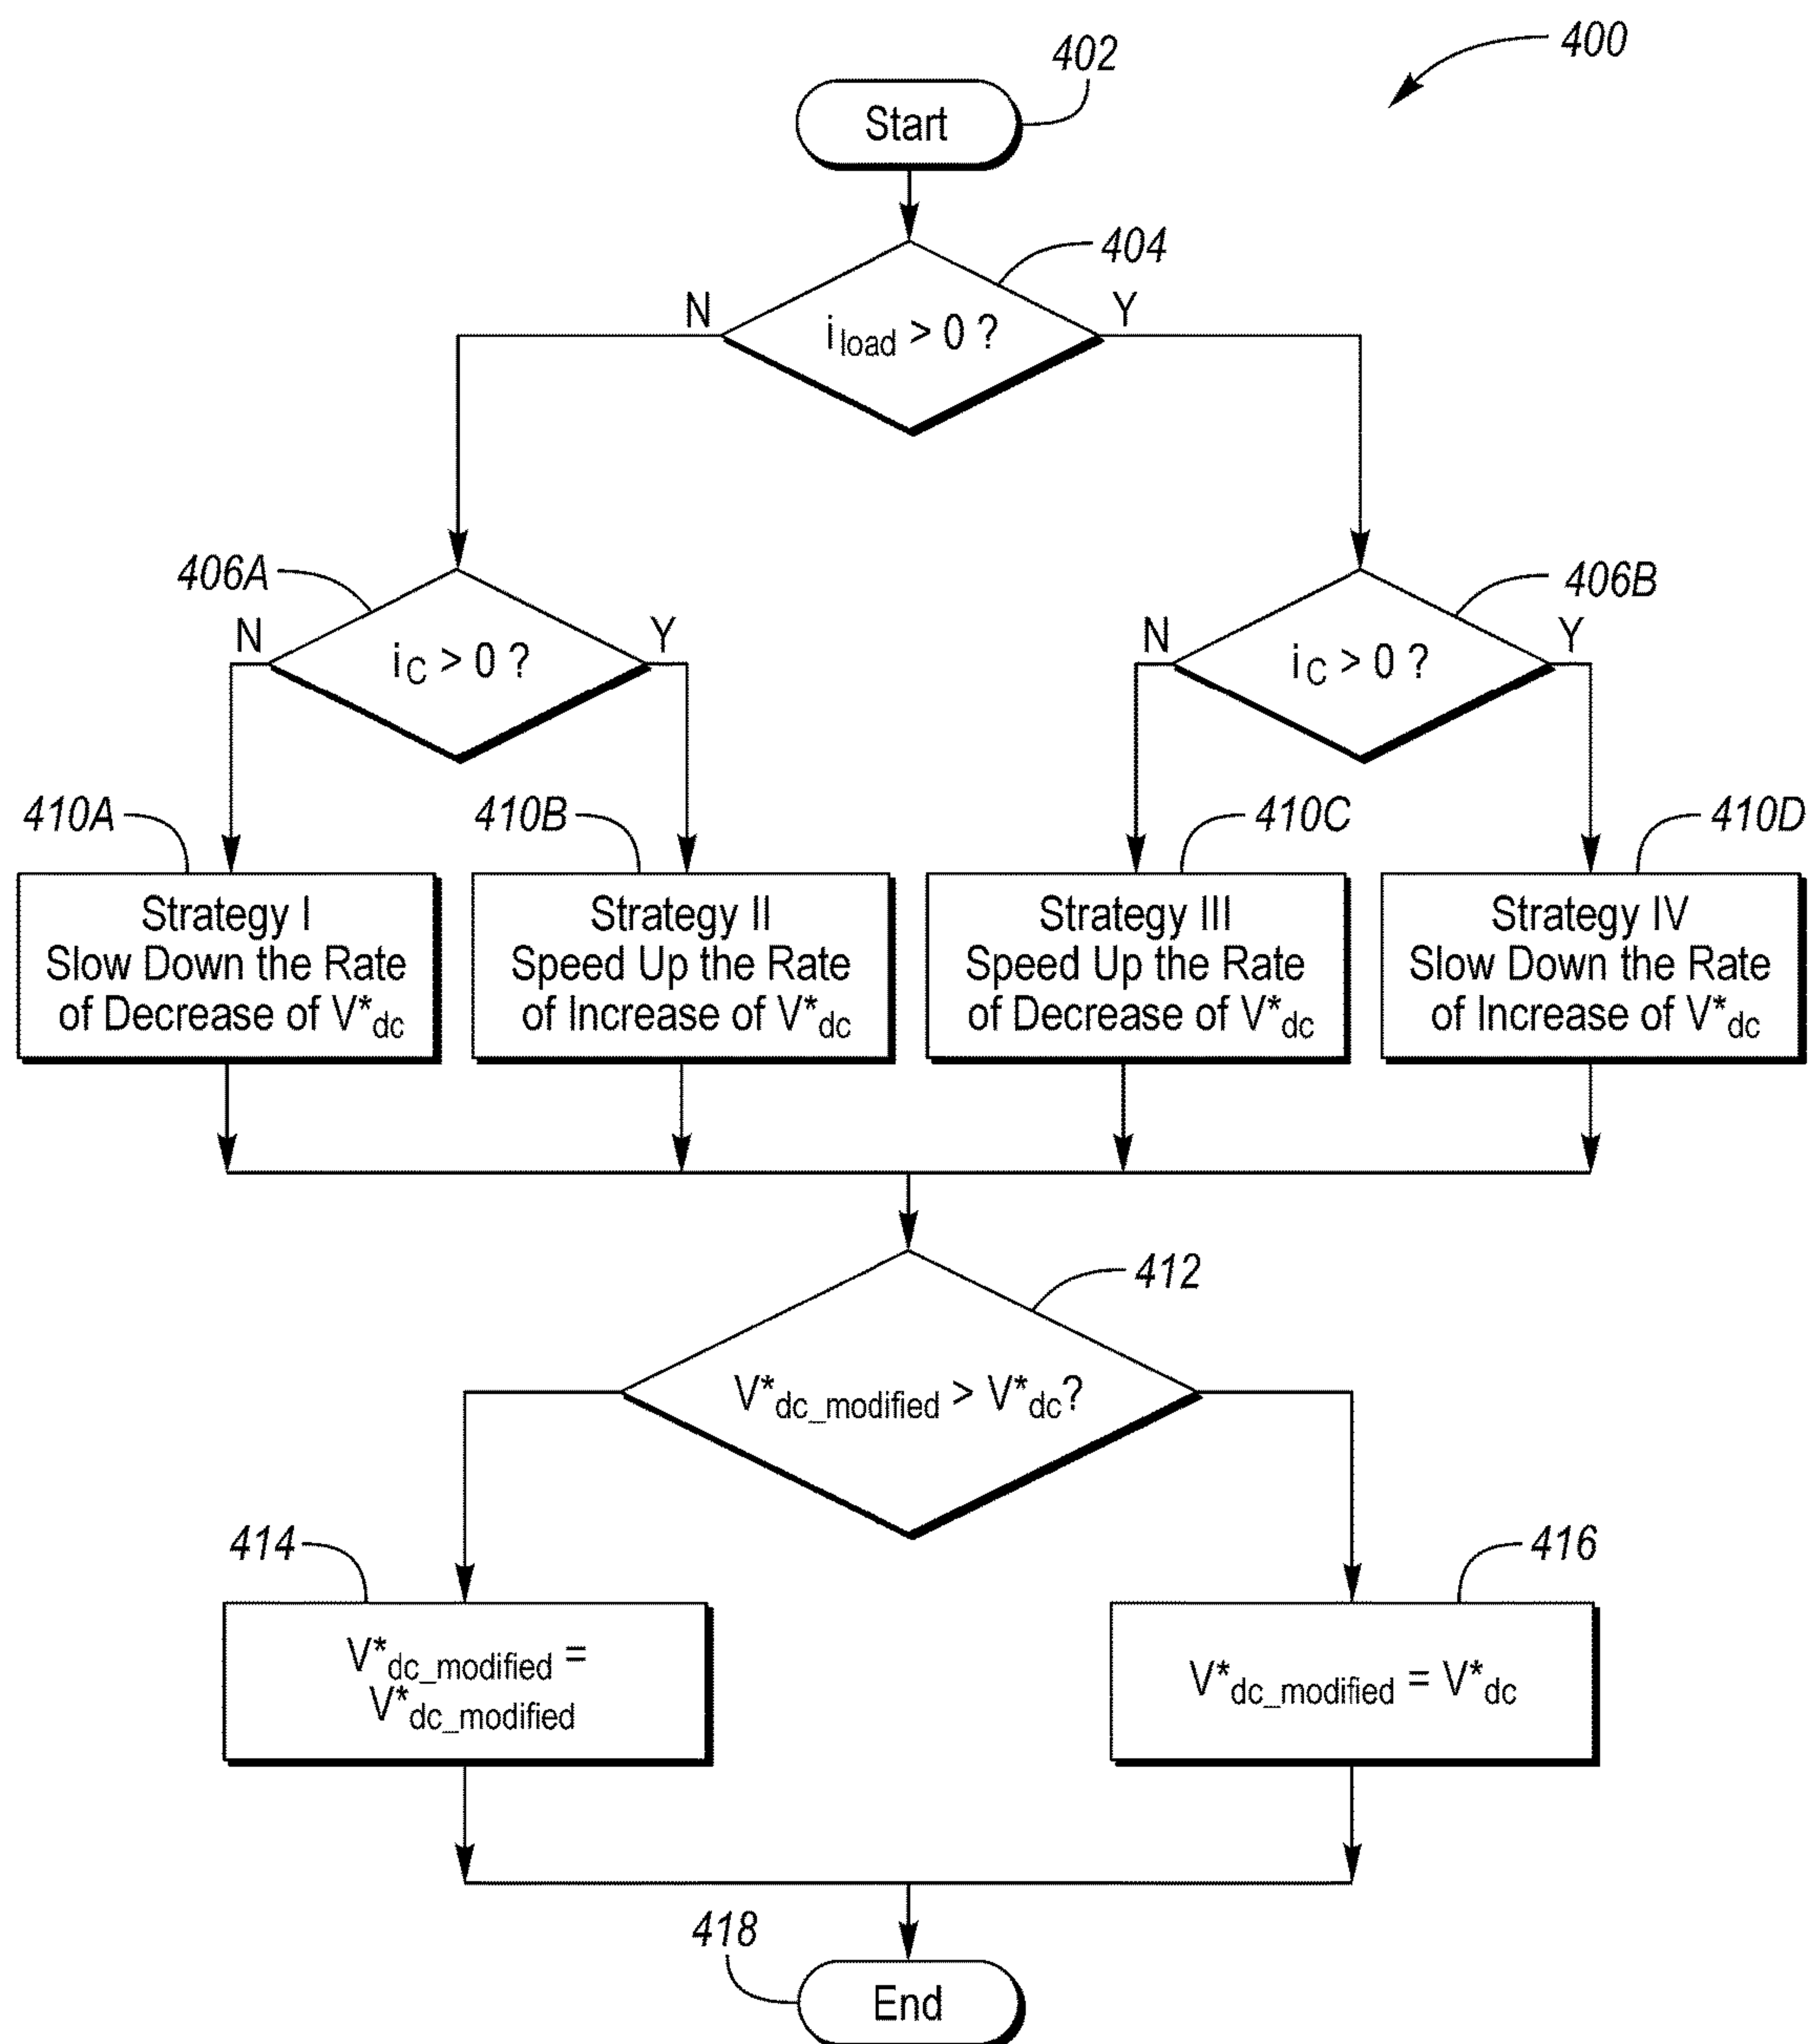 400
402
Start
404
N
Y
i load > 0 ?
406A
406B
N
Y
N
Y
i C > 0 ?
i C > 0 ?
410A
410B
410C
410D
Strategy I
Slow Down the Rate
of Decrease of V*dc
Strategy II
Speed Up the Rate
of Increase of V*dc
Strategy III
Speed Up the Rate
of Decrease of V*dc
Strategy IV
Slow Down the Rate
of Increase of V*dc
412
V*dc_modified > V*dc?
414
416
V*dc_modified =
V*dc_modified
V*dc_modified = V*dc
418
End